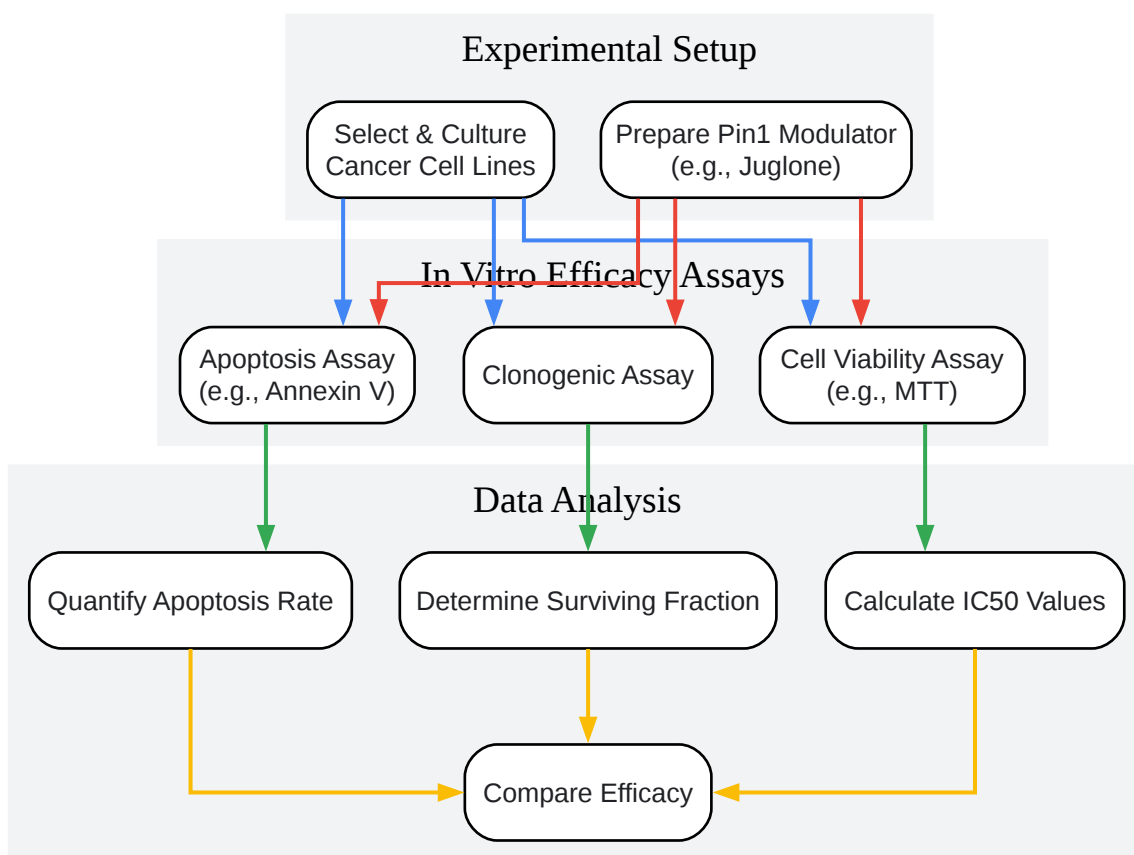 Experimental Setup
Select & Culture
Cancer Cell Lines
Prepare Pin1 Modulator
(e.g., Juglone)
In Vitro Efficacy Assays
Apoptosis Assay
(e.g., Annexin V)
Clonogenic Assay
Cell Viability Assay
(e.g., MTT)
Data Analysis
Quantify Apoptosis Rate
Determine Surviving Fraction
Calculate IC50 Values
Compare Efficacy